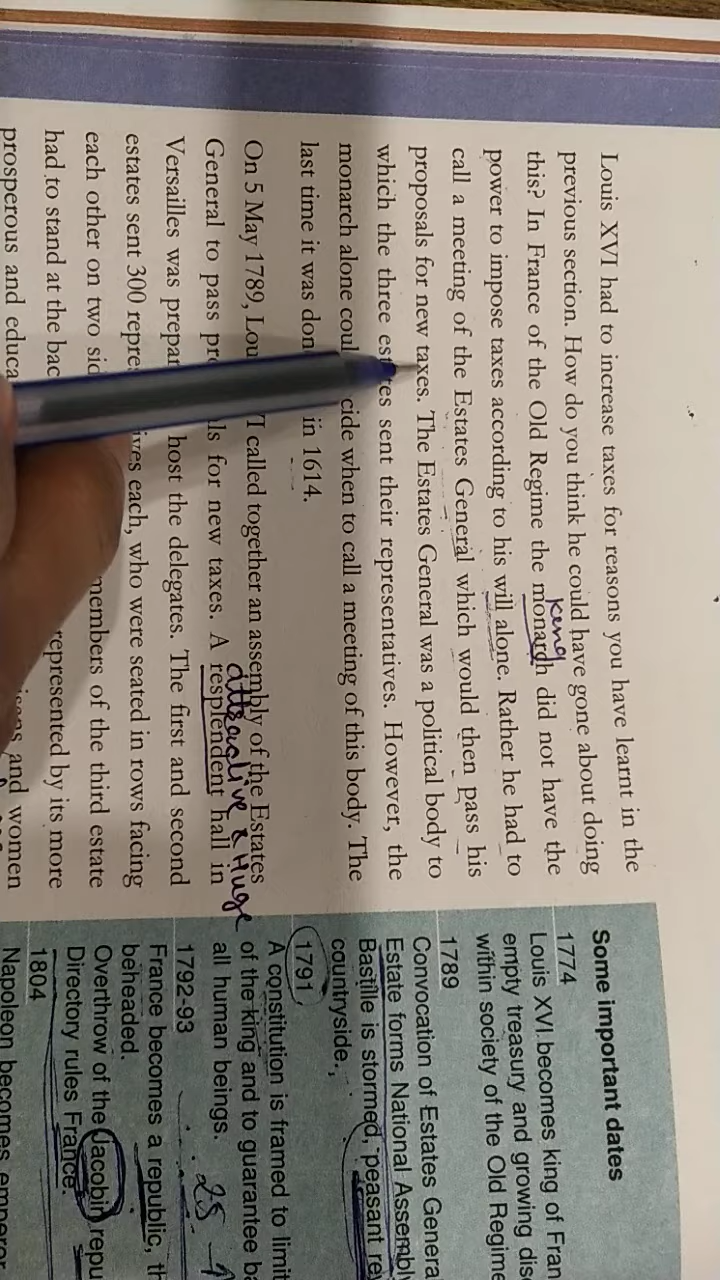 Louis XVI had to increase taxes for reasons you have learnt in the
previous section. How do you think he could have gone about doing
this? In France of the Old Regime the monarch did not have the
king
power to impose taxes according to his will alone. Rather he had to
call a meeting of the Estates General which would then pass his
proposals for new taxes. The Estates General was a political body to
which the three estates sent their representatives. However, the
monarch alone coul cide when to call a meeting of this body. The
last time it was don in 1614.
On 5 May 1789, Lou I called together an assembly of the Estates
attractive & Huge
General to pass pr ls for new taxes. A resplendent hall in
Versailles was prepar host the delegates. The first and second
estates sent 300 repre ives each, who were seated in rows facing
each other on two sid members of the third estate
had to stand at the bac represented by its more
prosperous and educa and women
Some important dates
1774
Louis XVI becomes king of Fran
empty treasury and growing disc
within society of the Old Regime
1789
Convocation of Estates Genera
Estate forms National Assembly
Bastille is stormed, peasant re
countryside.
1791
A constitution is framed to limit
of the king and to guarantee ba
all human beings.
1792-93
France becomes a republic, th
beheaded.
Overthrow of the Jacobin repu
Directory rules France.
1804
Napoleon becomes emperor